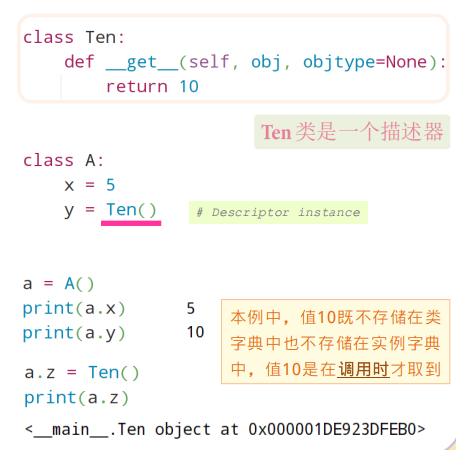 class Ten:
    def __get__(self, obj, objtype=None):
        return 10
Ten 类是一个描述器
class A:
    x = 5
    y = Ten()    # Descriptor instance
a = A()
print(a.x)    5
print(a.y)    10
本例中，值10既不存储在类
字典中也不存储在实例字典
中，值10是在调用时才取到
a.z = Ten()
print(a.z)
<__main__.Ten object at 0x000001DE923DFEB0>